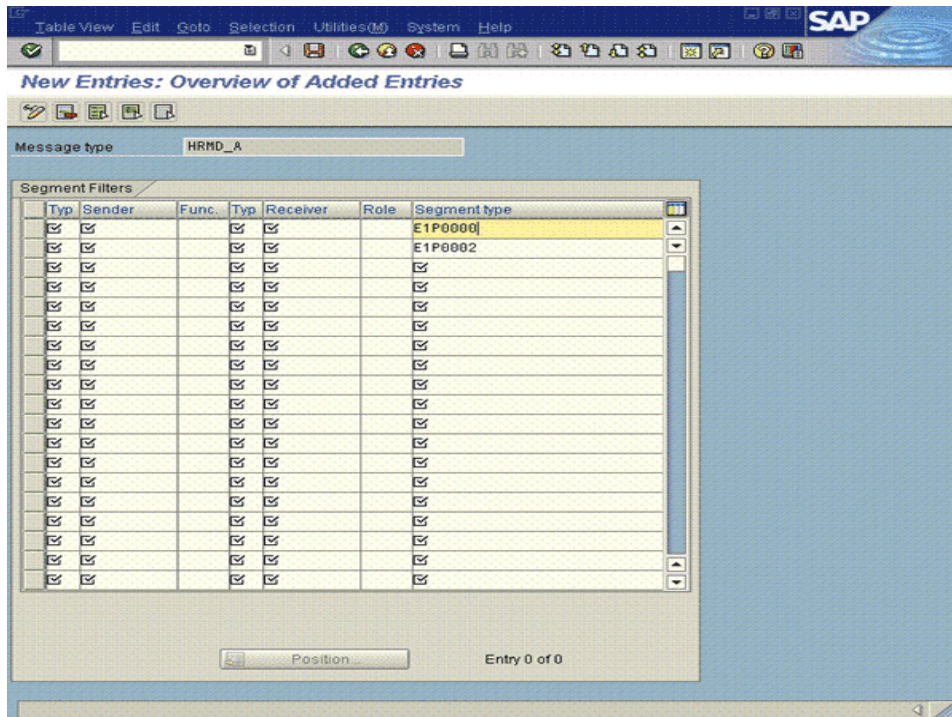 Table View Edit Goto Selection Utilities(M) System Help
SAP
New Entries: Overview of Added Entries
Message type HRMD_A
Segment Filters
Typ Sender Func. Typ Receiver Role Segment type
E1P0000
E1P0002
Position... Entry 0 of 0